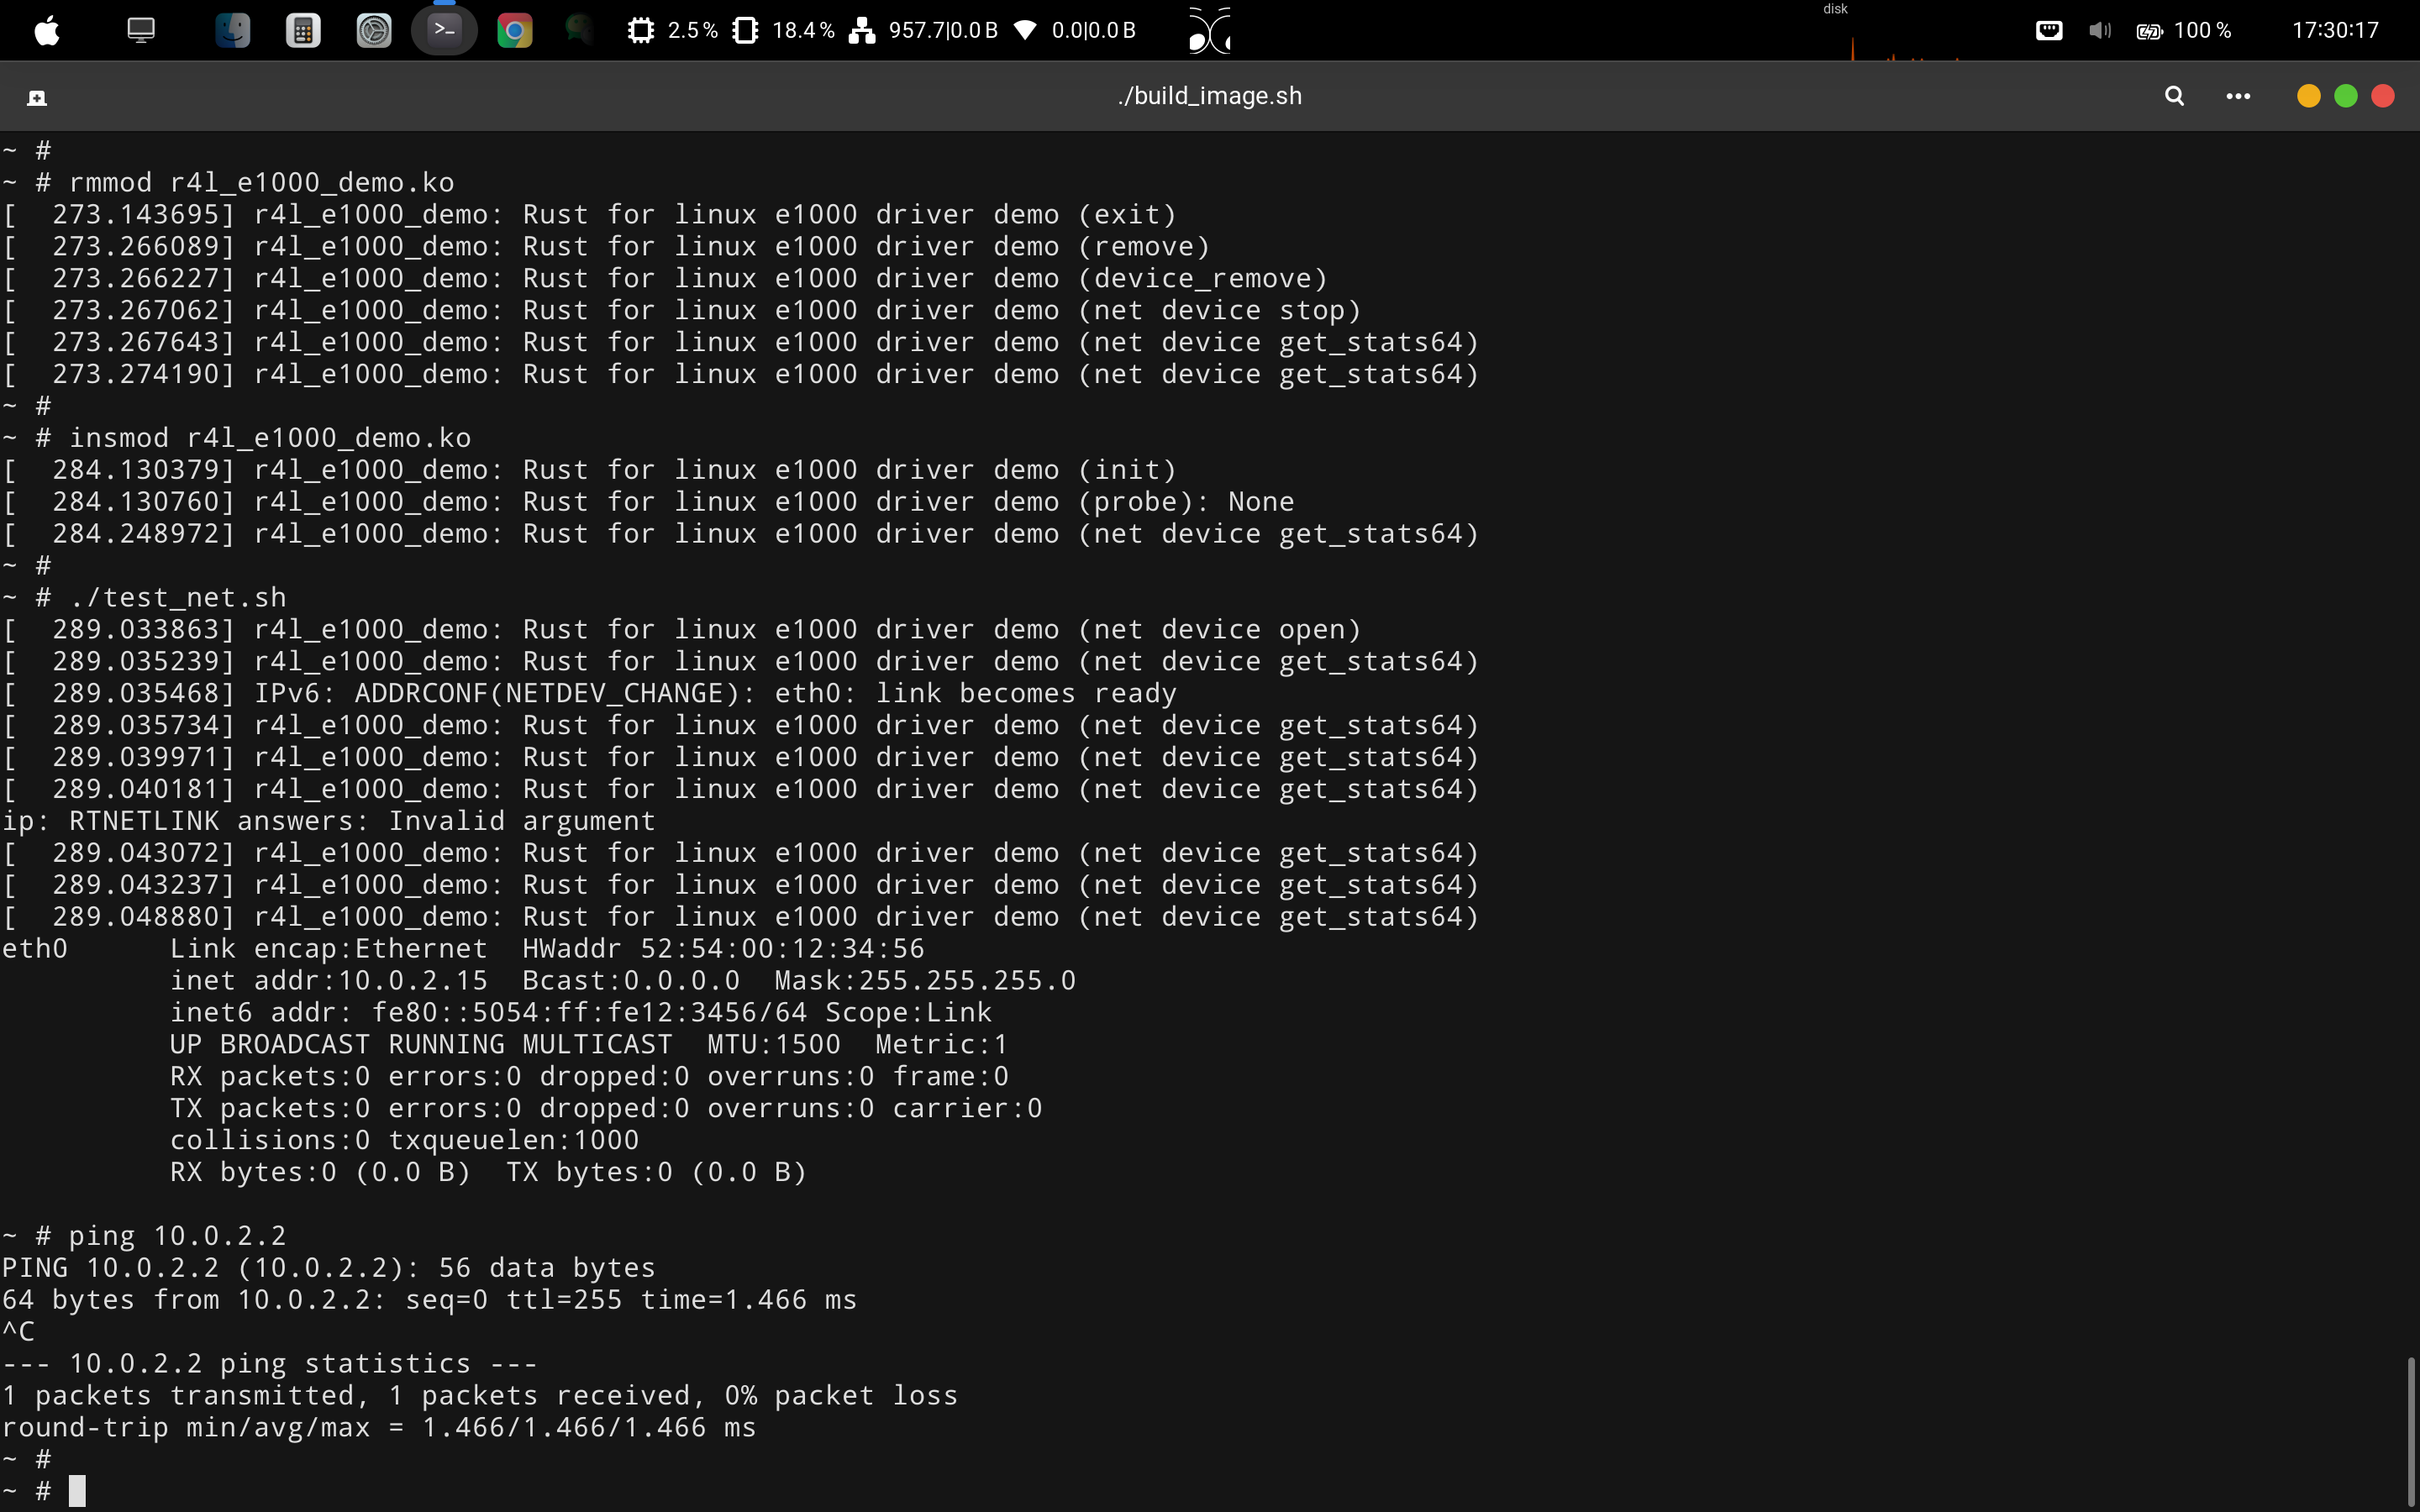 disk
2.5 % 18.4 % 957.7|0.0 B 0.0|0.0 B 100 % 17:30:17
./build_image.sh
~ #
~ # rmmod r4l_e1000_demo.ko
[  273.143695] r4l_e1000_demo: Rust for linux e1000 driver demo (exit)
[  273.266089] r4l_e1000_demo: Rust for linux e1000 driver demo (remove)
[  273.266227] r4l_e1000_demo: Rust for linux e1000 driver demo (device_remove)
[  273.267062] r4l_e1000_demo: Rust for linux e1000 driver demo (net device stop)
[  273.267643] r4l_e1000_demo: Rust for linux e1000 driver demo (net device get_stats64)
[  273.274190] r4l_e1000_demo: Rust for linux e1000 driver demo (net device get_stats64)
~ #
~ # insmod r4l_e1000_demo.ko
[  284.130379] r4l_e1000_demo: Rust for linux e1000 driver demo (init)
[  284.130760] r4l_e1000_demo: Rust for linux e1000 driver demo (probe): None
[  284.248972] r4l_e1000_demo: Rust for linux e1000 driver demo (net device get_stats64)
~ #
~ # ./test_net.sh
[  289.033863] r4l_e1000_demo: Rust for linux e1000 driver demo (net device open)
[  289.035239] r4l_e1000_demo: Rust for linux e1000 driver demo (net device get_stats64)
[  289.035468] IPv6: ADDRCONF(NETDEV_CHANGE): eth0: link becomes ready
[  289.035734] r4l_e1000_demo: Rust for linux e1000 driver demo (net device get_stats64)
[  289.039971] r4l_e1000_demo: Rust for linux e1000 driver demo (net device get_stats64)
[  289.040181] r4l_e1000_demo: Rust for linux e1000 driver demo (net device get_stats64)
ip: RTNETLINK answers: Invalid argument
[  289.043072] r4l_e1000_demo: Rust for linux e1000 driver demo (net device get_stats64)
[  289.043237] r4l_e1000_demo: Rust for linux e1000 driver demo (net device get_stats64)
[  289.048880] r4l_e1000_demo: Rust for linux e1000 driver demo (net device get_stats64)
eth0      Link encap:Ethernet  HWaddr 52:54:00:12:34:56
          inet addr:10.0.2.15  Bcast:0.0.0.0  Mask:255.255.255.0
          inet6 addr: fe80::5054:ff:fe12:3456/64 Scope:Link
          UP BROADCAST RUNNING MULTICAST  MTU:1500  Metric:1
          RX packets:0 errors:0 dropped:0 overruns:0 frame:0
          TX packets:0 errors:0 dropped:0 overruns:0 carrier:0
          collisions:0 txqueuelen:1000
          RX bytes:0 (0.0 B)  TX bytes:0 (0.0 B)
~ # ping 10.0.2.2
PING 10.0.2.2 (10.0.2.2): 56 data bytes
64 bytes from 10.0.2.2: seq=0 ttl=255 time=1.466 ms
^C
--- 10.0.2.2 ping statistics ---
1 packets transmitted, 1 packets received, 0% packet loss
round-trip min/avg/max = 1.466/1.466/1.466 ms
~ #
~ #